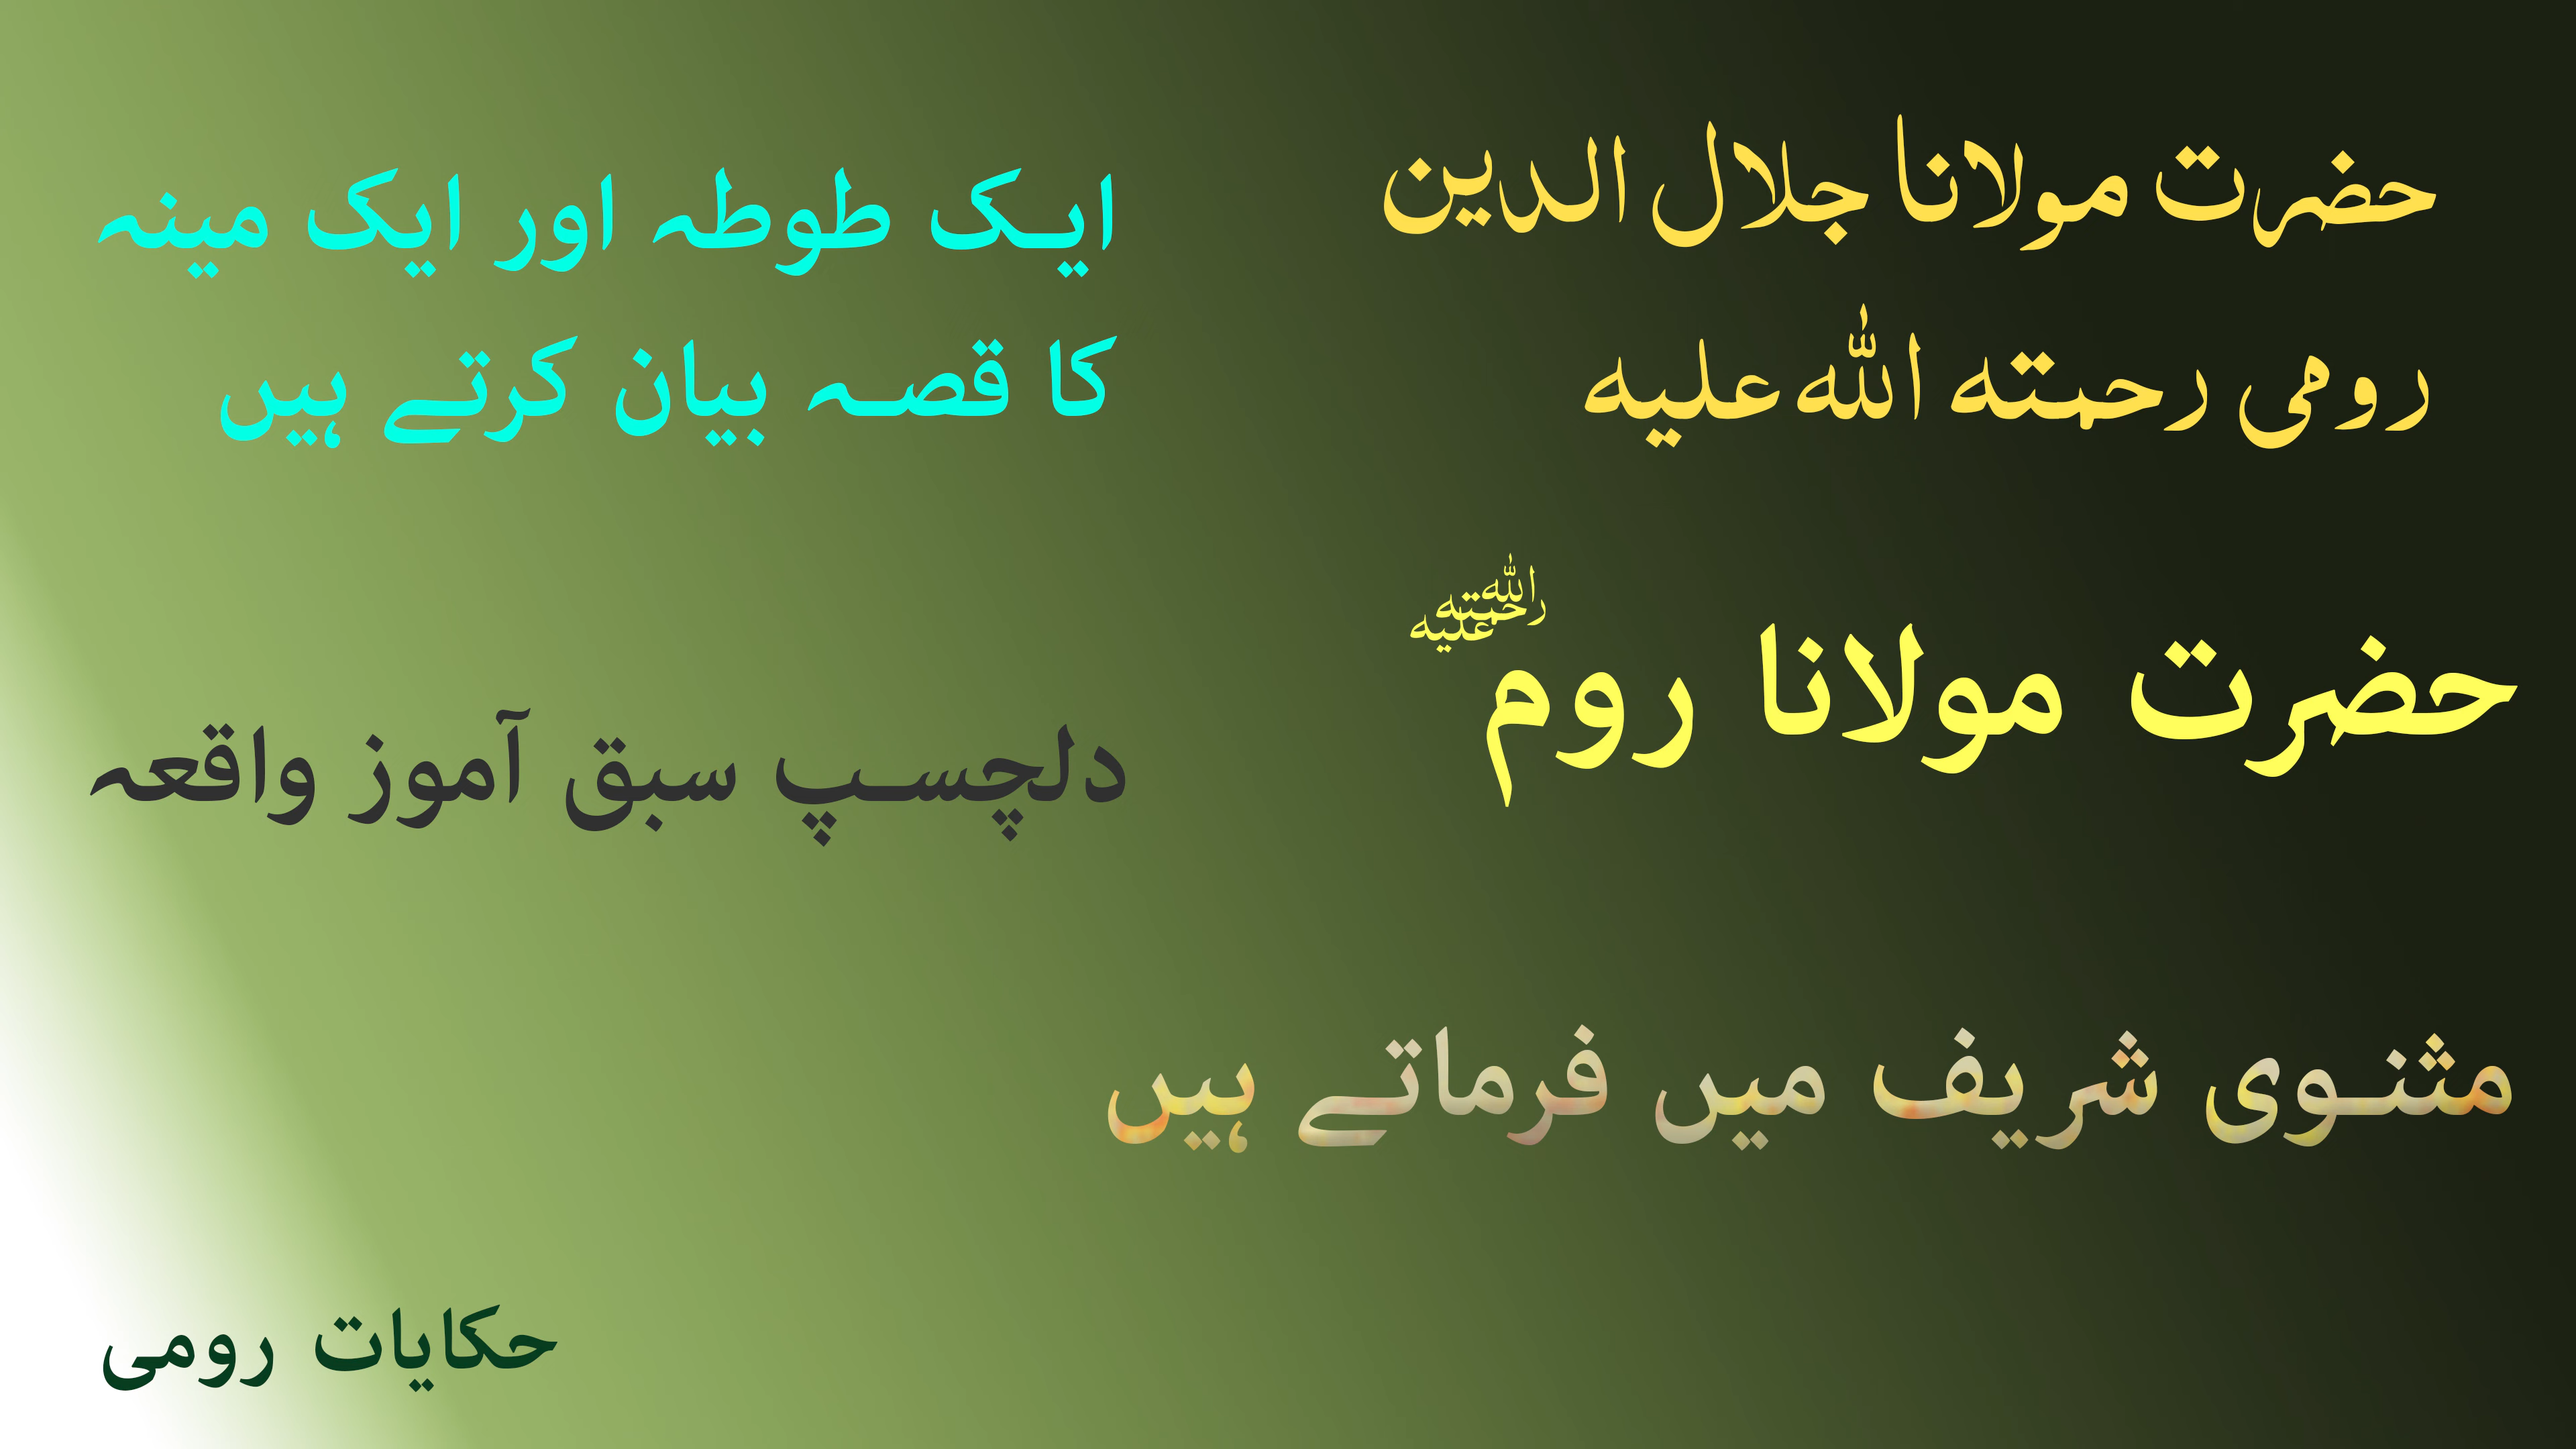 حضرت مولانا جلال الدین
رومی رحمتہ اللہ علیہ
ایک طوطہ اور ایک مینہ
کا قصہ بیان کرتے ہیں
حضرت مولانا روم رحمتہ اللہ علیہ
دلچسپ سبق آموز واقعہ
مثنوی شریف میں فرماتے ہیں
حکایات رومی